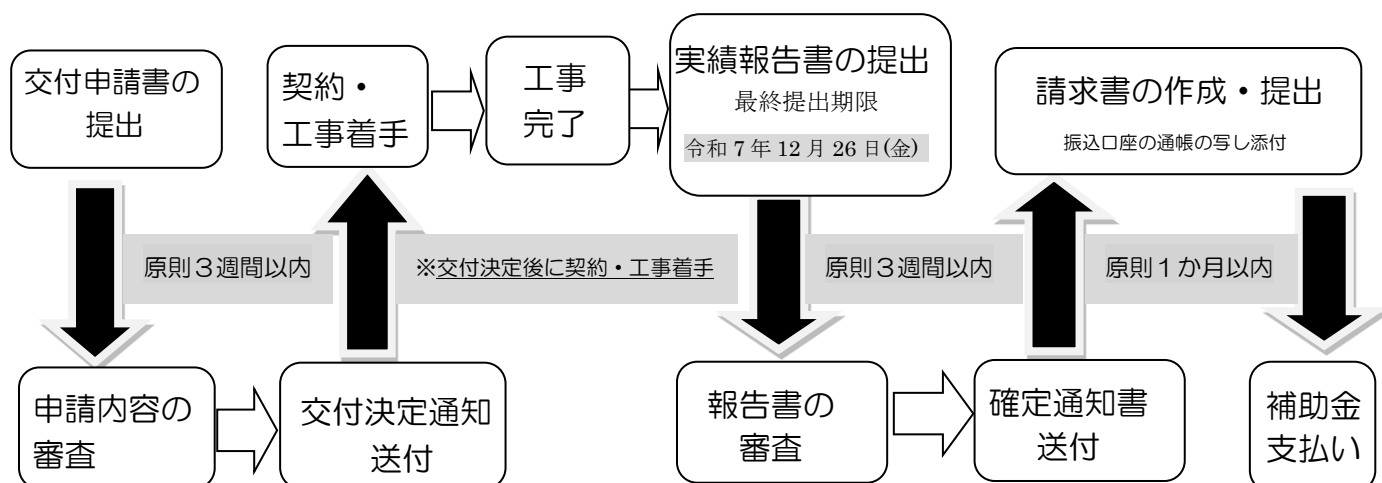 交付申請書の
提出
契約・
工事着手
工事
完了
実績報告書の提出
最終提出期限
令和7年12月26日(金)
請求書の作成・提出
振込口座の通帳の写し添付
原則３週間以内
※交付決定後に契約・工事着手
原則３週間以内
原則１か月以内
申請内容の
審査
交付決定通知
送付
報告書の
審査
確定通知書
送付
補助金
支払い